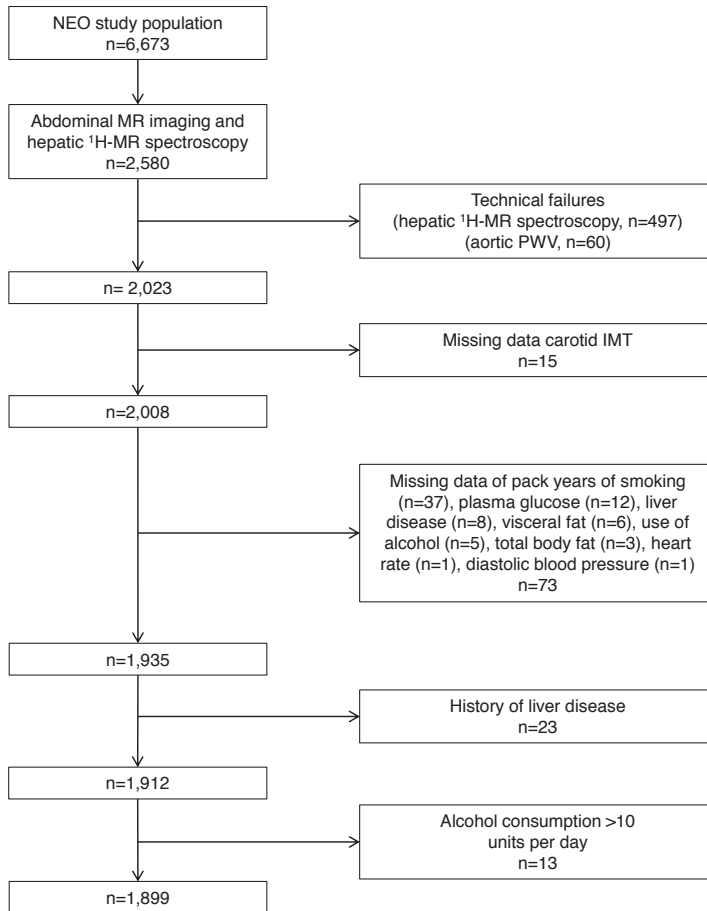 NEO study population
n=6,673
Abdominal MR imaging and
hepatic ¹H-MR spectroscopy
n=2,580
Technical failures
(hepatic ¹H-MR spectroscopy, n=497)
(aortic PWV, n=60)
n= 2,023
Missing data carotid IMT
n=15
n=2,008
Missing data of pack years of smoking
(n=37), plasma glucose (n=12), liver
disease (n=8), visceral fat (n=6), use of
alcohol (n=5), total body fat (n=3), heart
rate (n=1), diastolic blood pressure (n=1)
n=73
n=1,935
History of liver disease
n=23
n=1,912
Alcohol consumption >10
units per day
n=13
n=1,899